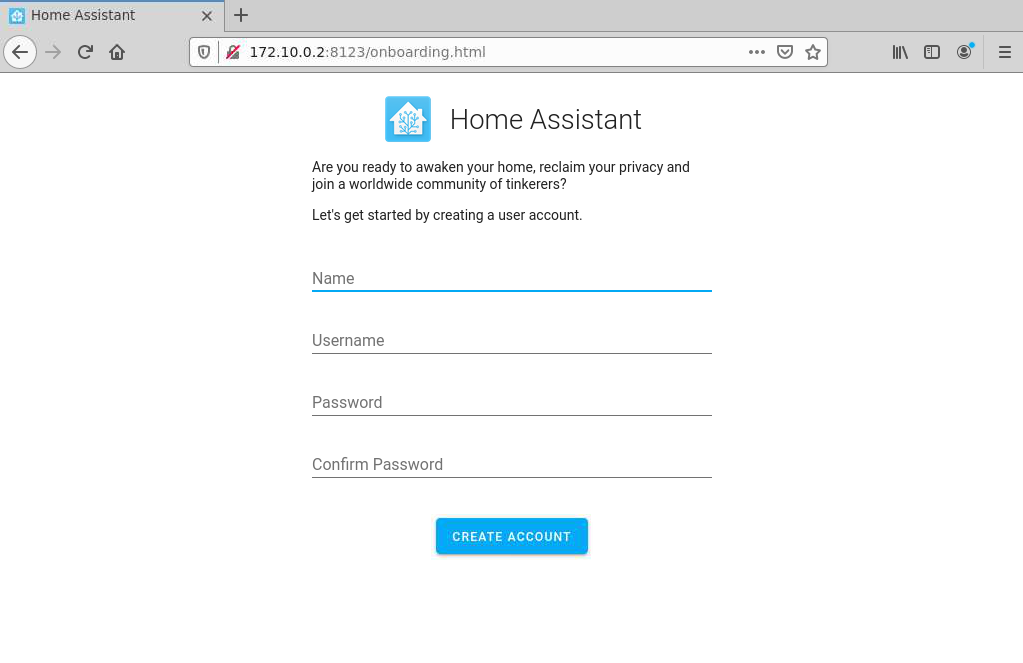 Home Assistant
172.10.0.2:8123/onboarding.html
Home Assistant
Are you ready to awaken your home, reclaim your privacy and
join a worldwide community of tinkerers?
Let's get started by creating a user account.
Name
Username
Password
Confirm Password
CREATE ACCOUNT